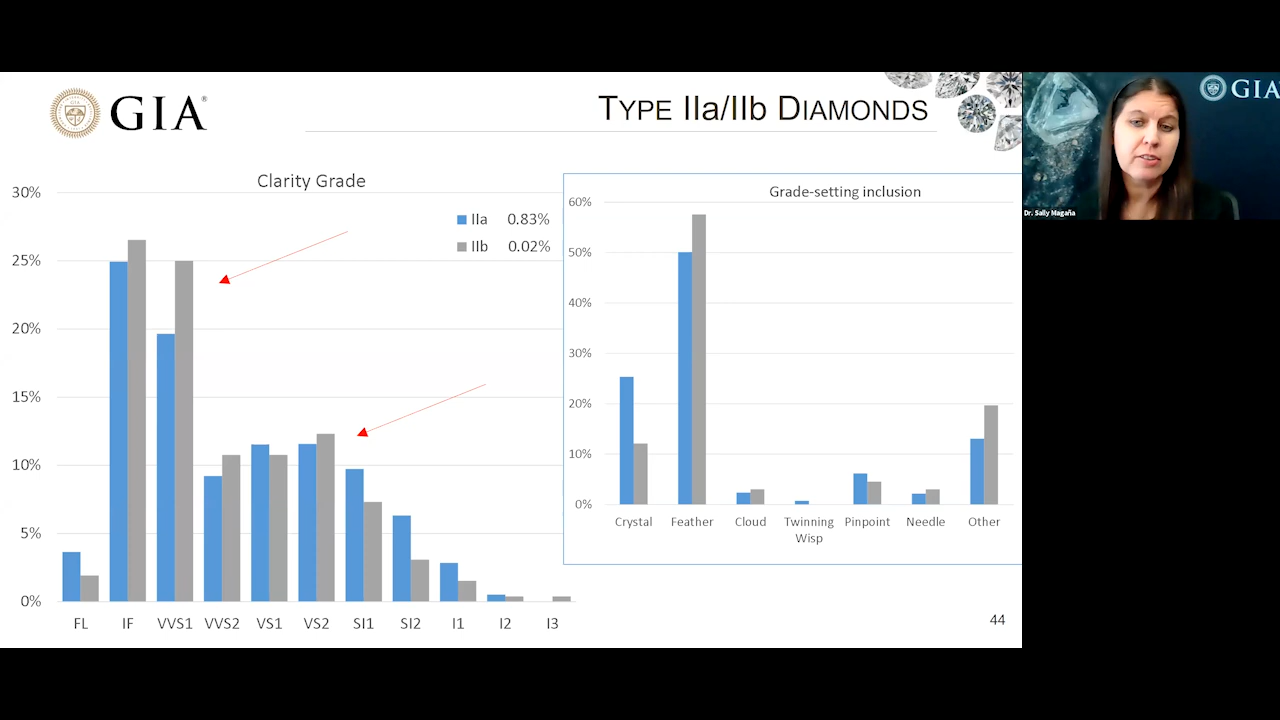 GIA®
TYPE IIa/IIb DIAMONDS
Clarity Grade
30%
25%
20%
15%
10%
5%
0%
IIa 0.83%
IIb 0.02%
FL IF VVS1 VVS2 VS1 VS2 SI1 SI2 I1 I2 I3
Grade-setting inclusion
60%
50%
40%
30%
20%
10%
0%
Crystal Feather Cloud Twinning Pinpoint Needle Other
Wisp
44
GIA
Dr. Sally Magaña